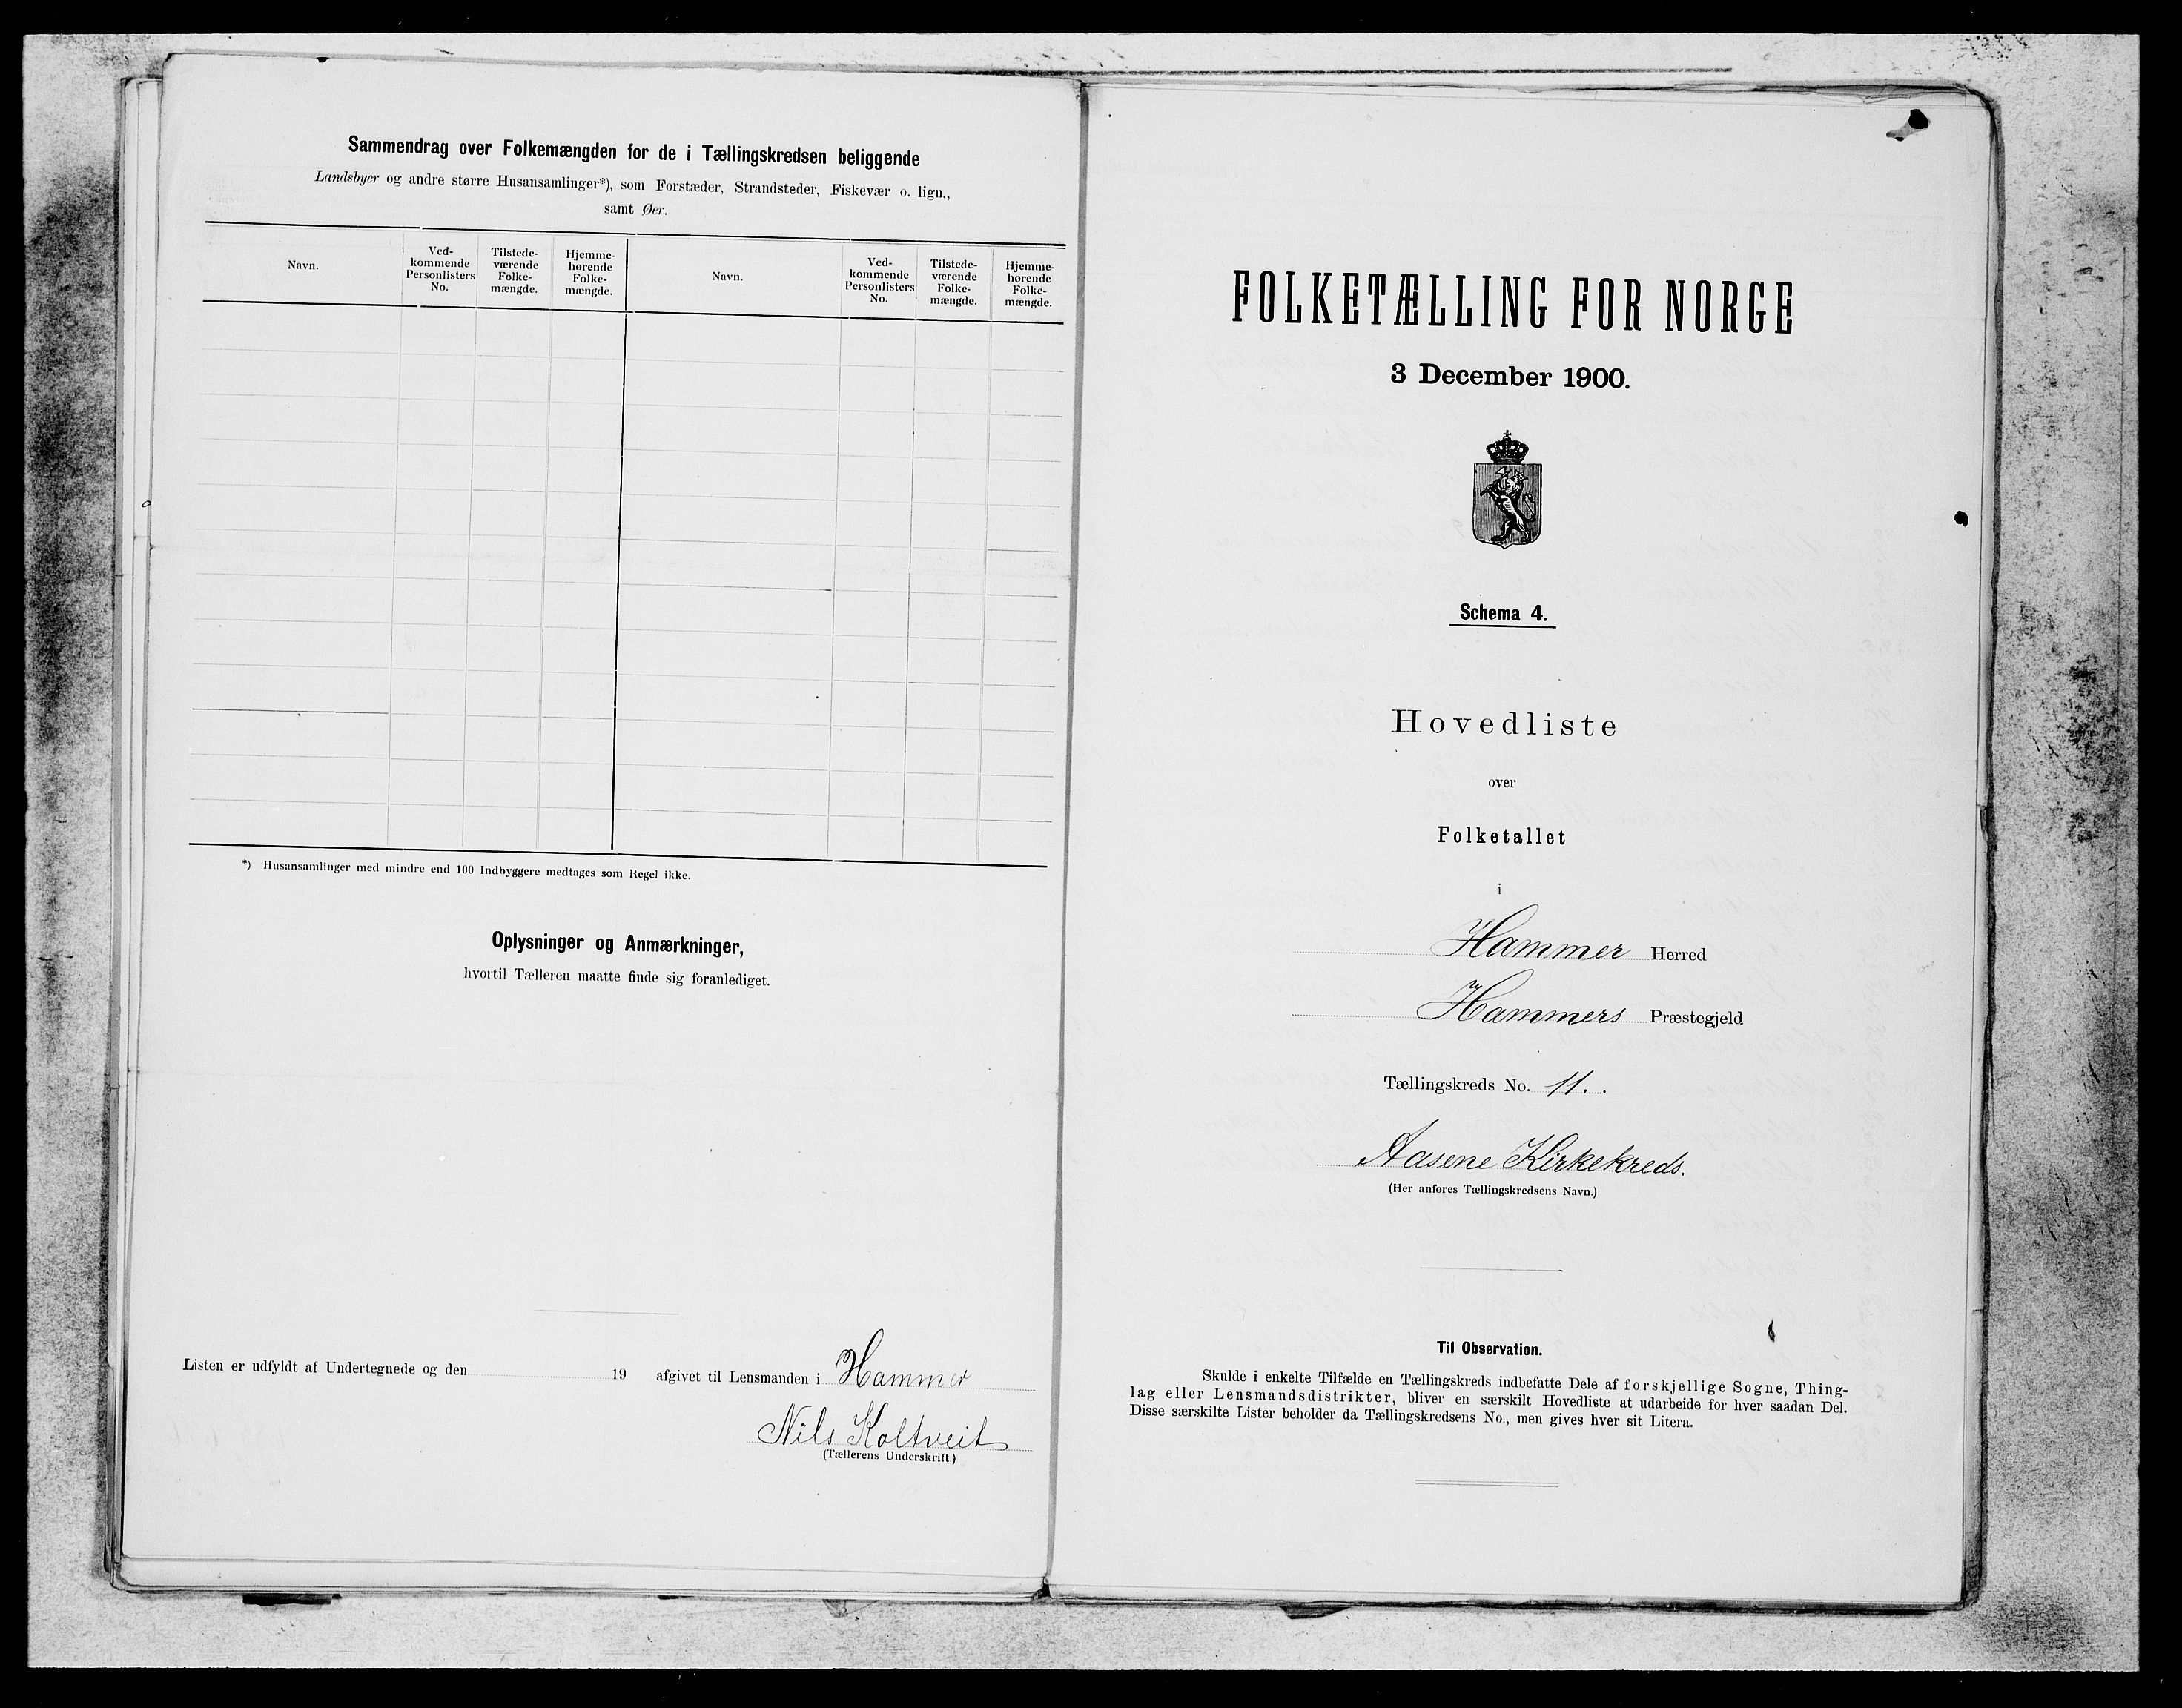 Sammendrag over Folkemængden for de i Tællingskredsen beliggende
Landsbyer og andre større Husansamlinger*), som Forstæder, Strandsteder, Fiskevær o. lign.,
samt Øer.
Navn.
Ved-
kommende
Personlisters
No.
Tilstede-
værende
Folke-
mængde.
Hjemme-
hørende
Folke-
mængde.
Navn.
Ved-
kommende
Personlisters
No.
Tilstede-
værende
Folke-
mængde.
Hjemme-
hørende
Folke-
mængde.
*) Husansamlinger med mindre end 100 Indbyggere medtages som Regel ikke.
Oplysninger og Anmærkninger,
hvortil Tælleren maatte finde sig foranlediget.
Listen er udfyldt af Undertegnede og den 19 afgivet til Lensmanden i Hammer
Nils Koltveit
(Tællerens Underskrift.)
FOLKETÆLLING FOR NORGE
3 December 1900.
Schema 4.
Hovedliste
over
Folketallet
i
Hammer Herred
Hammers Præstegjeld
Tællingskreds No. 11.
Aasene Kirkekreds.
(Her anføres Tællingskredsens Navn.)
Til Observation.
Skulde i enkelte Tilfælde en Tællingskreds indbefatte Dele af forskjellige Sogne, Thing-
lag eller Lensmandsdistrikter, bliver en særskilt Hovedliste at udarbeide for hver saadan Del.
Disse særskilte Lister beholder da Tællingskredsens No., men gives hver sit Litera.